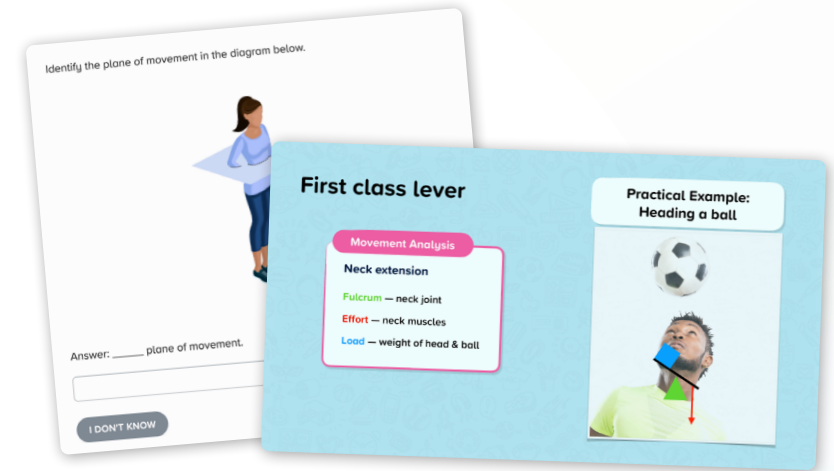 Identify the plane of movement in the diagram below.
Answer: ______ plane of movement.
I DON'T KNOW
First class lever
Movement Analysis
Neck extension
Fulcrum — neck joint
Effort — neck muscles
Load — weight of head & ball
Practical Example:
Heading a ball